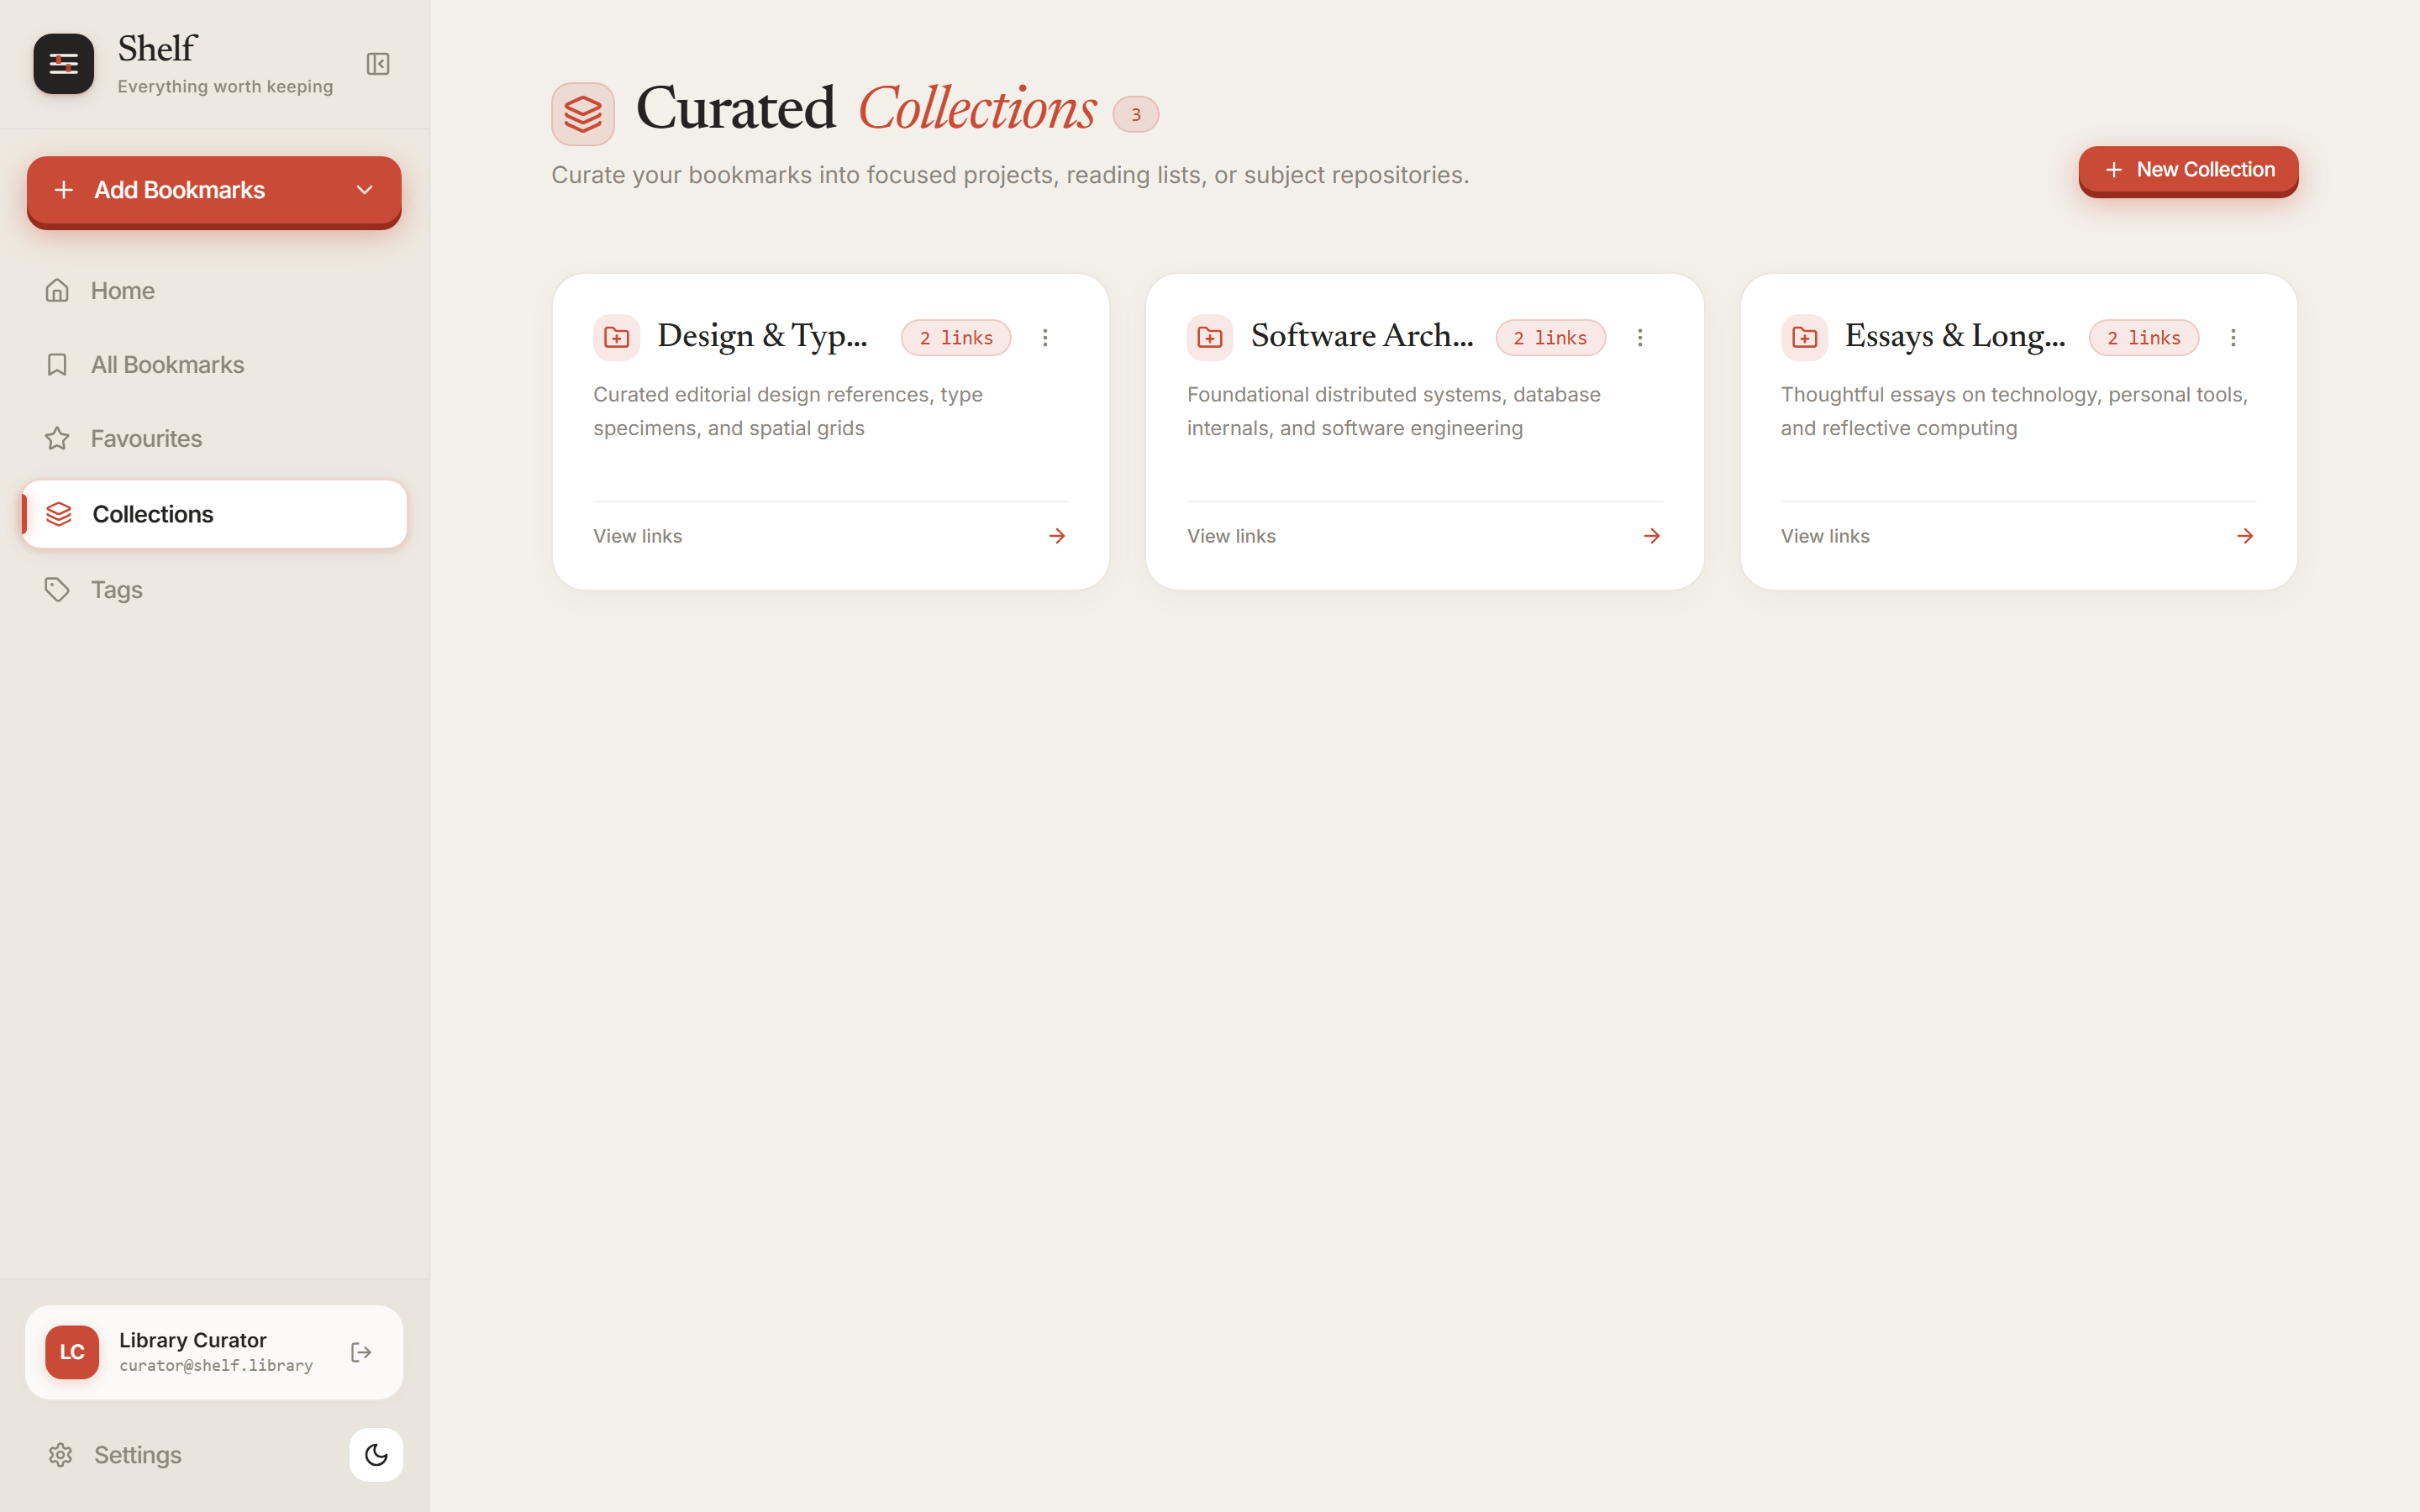 Shelf
Everything worth keeping
Add Bookmarks
Home
All Bookmarks
Favourites
Collections
Tags
LC
Library Curator
curator@shelf.library
Settings
Curated Collections 3
Curate your bookmarks into focused projects, reading lists, or subject repositories.
New Collection
Design & Typ... 2 links
Curated editorial design references, type
specimens, and spatial grids
View links
Software Arch... 2 links
Foundational distributed systems, database
internals, and software engineering
View links
Essays & Long... 2 links
Thoughtful essays on technology, personal tools,
and reflective computing
View links